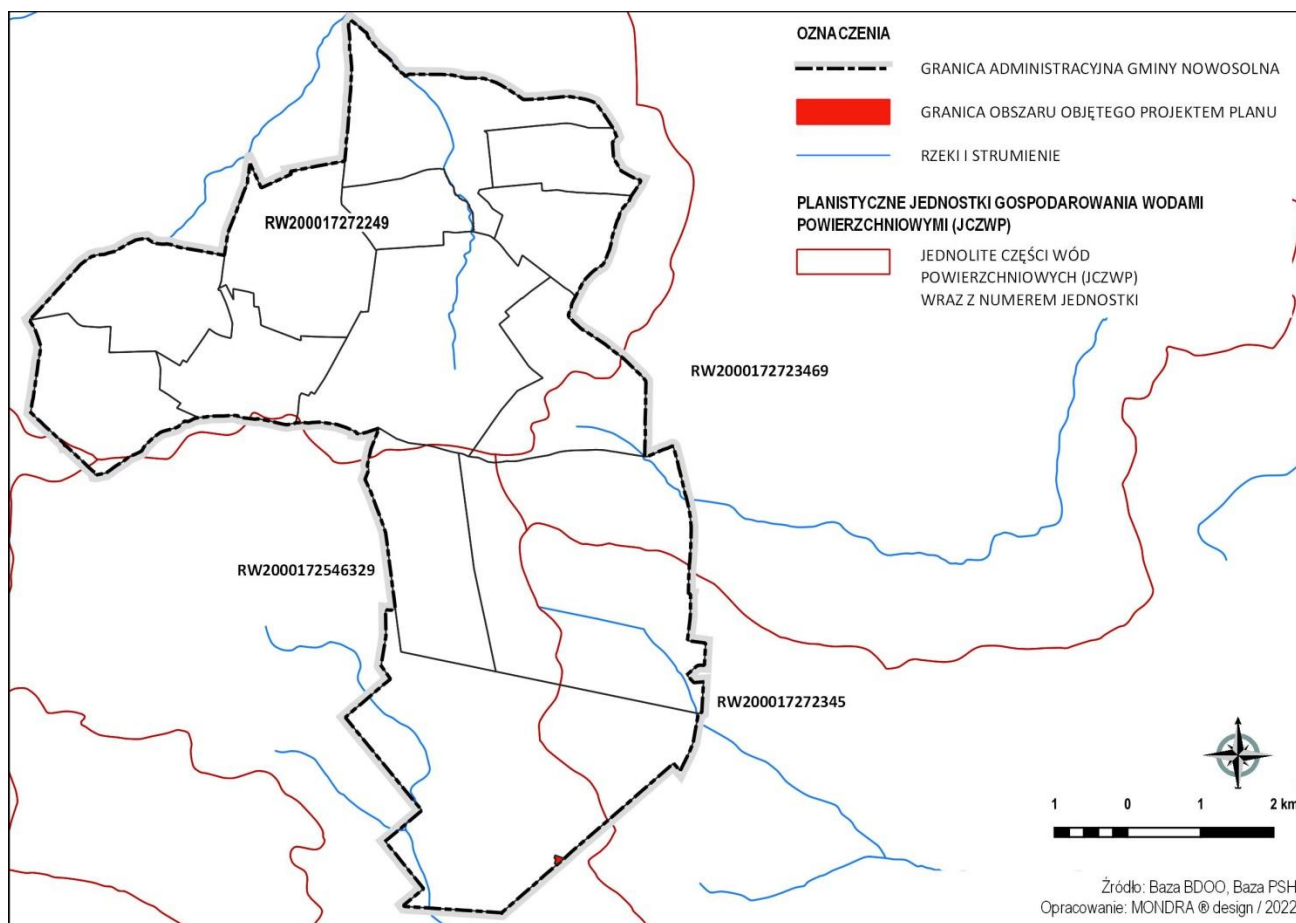 OZNACZENIA
GRANICA ADMINISTRACYJNA GMINY NOWOSOLNA
GRANICA OBSZARU OBJĘTEGO PROJEKTEM PLANU
RZEKI I STRUMIENIE
PLANISTYCZNE JEDNOSTKI GOSPODAROWANIA WODAMI
POWIERZCHNIOWYMI (JCZWP)
JEDNOLITE CZĘŚCI WÓD
POWIERZCHNIOWYCH (JCZWP)
WRAZ Z NUMEREM JEDNOSTKI
RW200017272249
RW2000172723469
RW2000172546329
RW200017272345
1 0 1 2 km
Źródło: Baza BDOO, Baza PSH
Opracowanie: MONDRA ® design / 2022